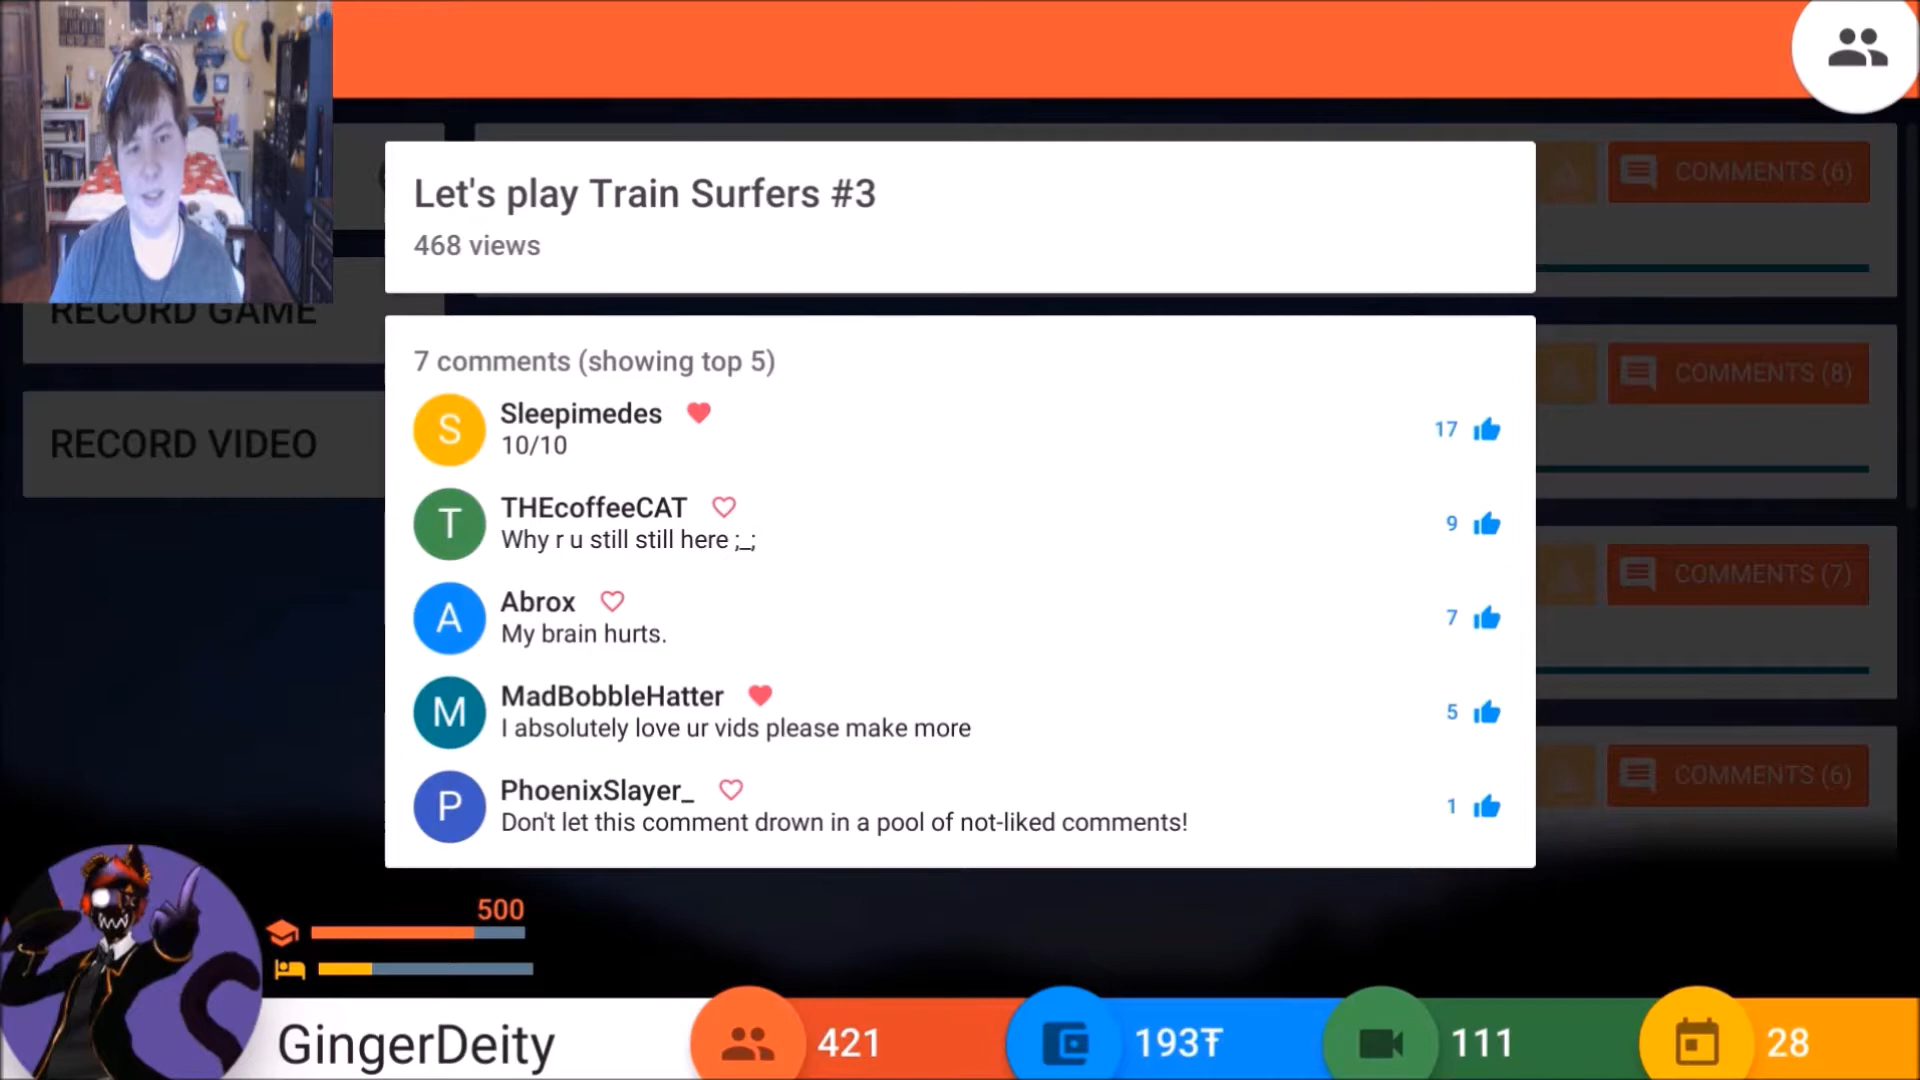 COMMENTS (6)
Let's play Train Surfers #3
468 views
RECORD GAME
7 comments (showing top 5)
COMMENTS (8)
S
Sleepimedes
10/10
17
RECORD VIDEO
T
THEcoffeeCAT
Why r u still still here ;_;
9
COMMENTS (7)
A
Abrox
My brain hurts.
7
M
MadBobbleHatter
I absolutely love ur vids please make more
5
COMMENTS (6)
P
PhoenixSlayer_
Don't let this comment drown in a pool of not-liked comments!
1
500
GingerDeity
421
193Ŧ
111
28